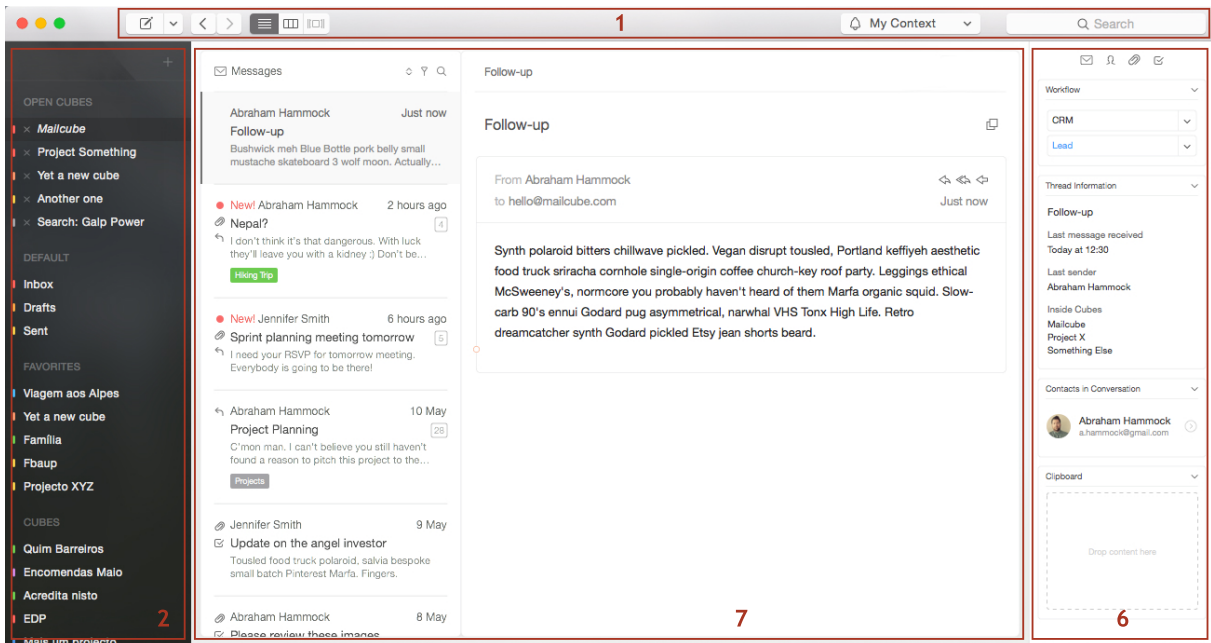 1
My Context
Search
OPEN CUBES
× Mailcube
× Project Something
× Yet a new cube
× Another one
× Search: Galp Power
DEFAULT
Inbox
Drafts
Sent
FAVORITES
Viagem aos Alpes
Yet a new cube
Família
Fbaup
Projecto XYZ
CUBES
Quim Barreiros
Encomendas Maio
Acredita nisto
EDP
Mais um projecto
2
Messages
Abraham Hammock Just now
Follow-up
Bushwick meh Blue Bottle pork belly small
mustache skateboard 3 wolf moon. Actually...
New! Abraham Hammock 2 hours ago
Nepal? 4
I don't think it's that dangerous. With luck
they'll leave you with a kidney :) Don't be...
Hiking Trip
New! Jennifer Smith 6 hours ago
Sprint planning meeting tomorrow 5
I need your RSVP for tomorrow meeting.
Everybody is going to be there!
Abraham Hammock 10 May
Project Planning 28
C'mon man. I can't believe you still haven't
found a reason to pitch this project to the...
Projects
Jennifer Smith 9 May
Update on the angel investor
Tousled food truck polaroid, salvia bespoke
small batch Pinterest Marfa. Fingers.
Abraham Hammock 8 May
Please review these images
Follow-up
Follow-up
From Abraham Hammock
to hello@mailcube.com Just now
Synth polaroid bitters chillwave pickled. Vegan disrupt tousled, Portland keffiyeh aesthetic
food truck sriracha cornhole single-origin coffee church-key roof party. Leggings ethical
McSweeney's, normcore you probably haven't heard of them Marfa organic squid. Slow-
carb 90's ennui Godard pug asymmetrical, narwhal VHS Tonx High Life. Retro
dreamcatcher synth Godard pickled Etsy jean shorts beard.
7
Workflow
CRM
Lead
Thread Information
Follow-up
Last message received
Today at 12:30
Last sender
Abraham Hammock
Inside Cubes
Mailcube
Project X
Something Else
Contacts in Conversation
Abraham Hammock
a.hammock@gmail.com
Clipboard
Drop content here
6